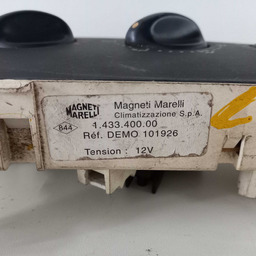 MAGNETI
MARELLI
Magneti Marelli
Climatizzazione S.p.A.
844
1.433.400.00
Réf. DEMO 101926
Tension : 12V